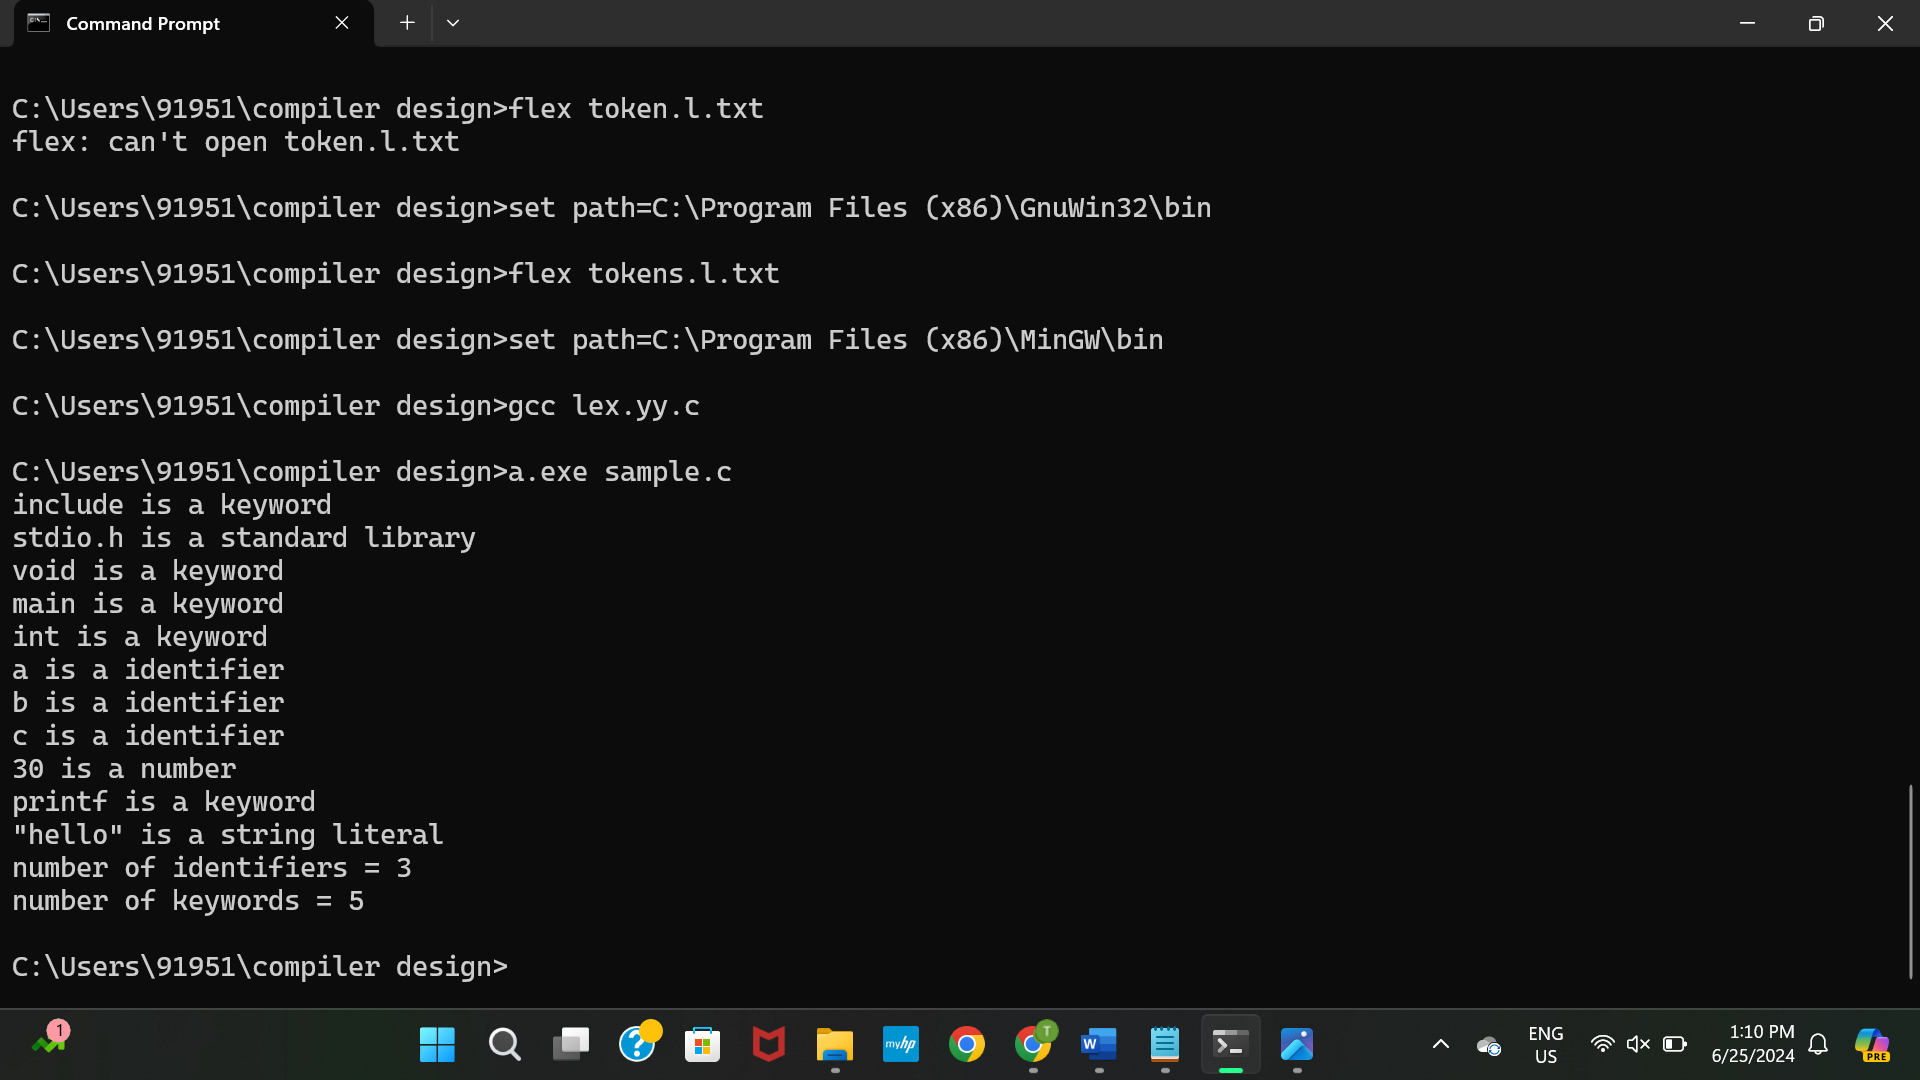 Command Prompt
C:\Users\91951\compiler design>flex token.l.txt
flex: can't open token.l.txt
C:\Users\91951\compiler design>set path=C:\Program Files (x86)\GnuWin32\bin
C:\Users\91951\compiler design>flex tokens.l.txt
C:\Users\91951\compiler design>set path=C:\Program Files (x86)\MinGW\bin
C:\Users\91951\compiler design>gcc lex.yy.c
C:\Users\91951\compiler design>a.exe sample.c
include is a keyword
stdio.h is a standard library
void is a keyword
main is a keyword
int is a keyword
a is a identifier
b is a identifier
c is a identifier
30 is a number
printf is a keyword
"hello" is a string literal
number of identifiers = 3
number of keywords = 5
C:\Users\91951\compiler design>
1
?
myhp
T
W
ENG
US
1:10 PM
6/25/2024
PRE